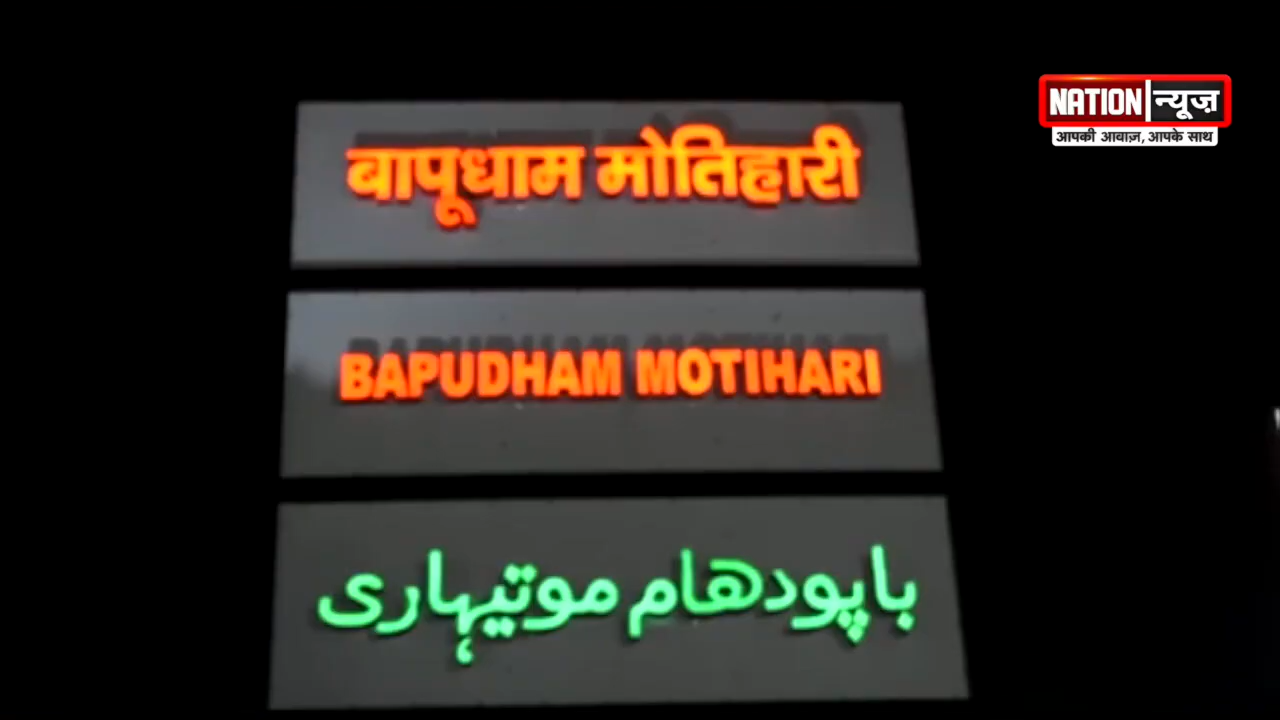 NATION न्यूज़
आपकी आवाज़, आपके साथ
बापूधाम मोतिहारी
BAPUDHAM MOTIHARI
باپودھام موتیہاری